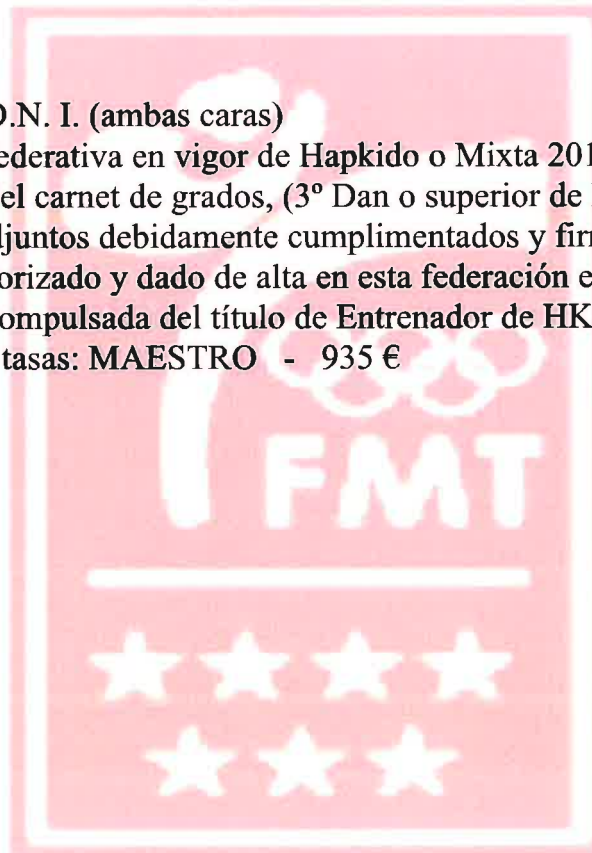 D.N. I. (ambas caras)
ederativa en vigor de Hapkido o Mixta 201
el carnet de grados, (3º Dan o superior de
djuntos debidamente cumplimentados y fir
orizado y dado de alta en esta federación e
ompulsada del título de Entrenador de HK
tasas: MAESTRO - 935 €
FMT